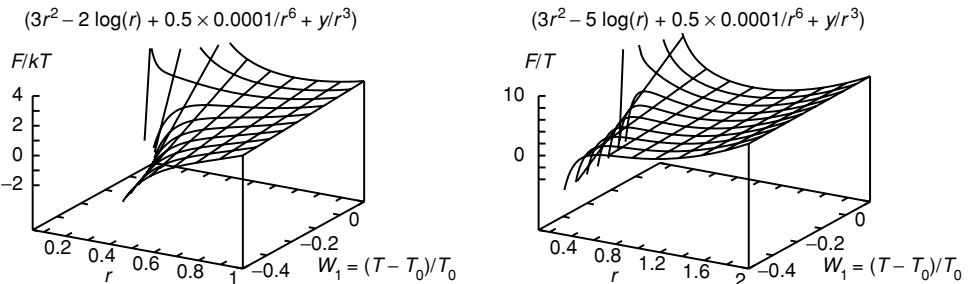 (3r² – 2 log(r) + 0.5 × 0.0001/r⁶ + y/r³)
F/kT
4
2
0
–2
0.2
0.4
0.6
0.8
1
r
–0.4
–0.2
0
W₁ = (T – T₀)/T₀
(3r² – 5 log(r) + 0.5 × 0.0001/r⁶ + y/r³)
F/T
10
0
0.4
0.8
1.2
1.6
2
r
–0.4
–0.2
0
W₁ = (T – T₀)/T₀